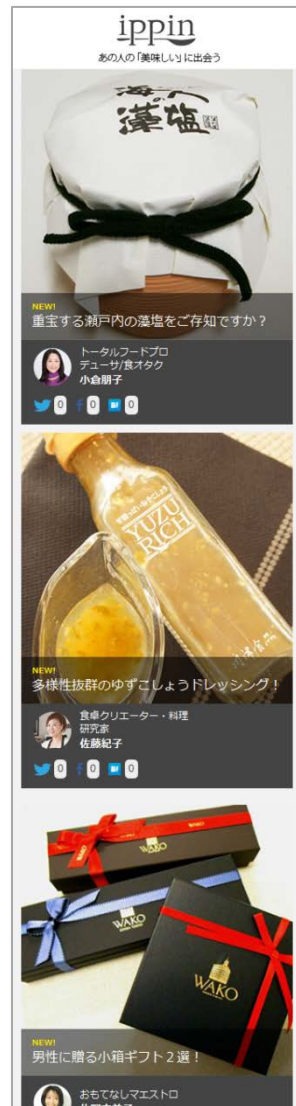 ippin
あの人の「美味しい」に出会う
海人の
藻塩
NEW!
重宝する瀬戸内の藻塩をご存知ですか？
トータルフードプロ
デューサ/食オタク
小倉朋子
0 f 0 B! 0
YUZU
RICH
NEW!
多様性抜群のゆずこしょうドレッシング！
食卓クリエーター・料理
研究家
佐藤紀子
0 f 0 B! 0
WAKO
WAKO
WAKO
NEW!
男性に贈る小箱ギフト２選！
おもてなしマエストロ